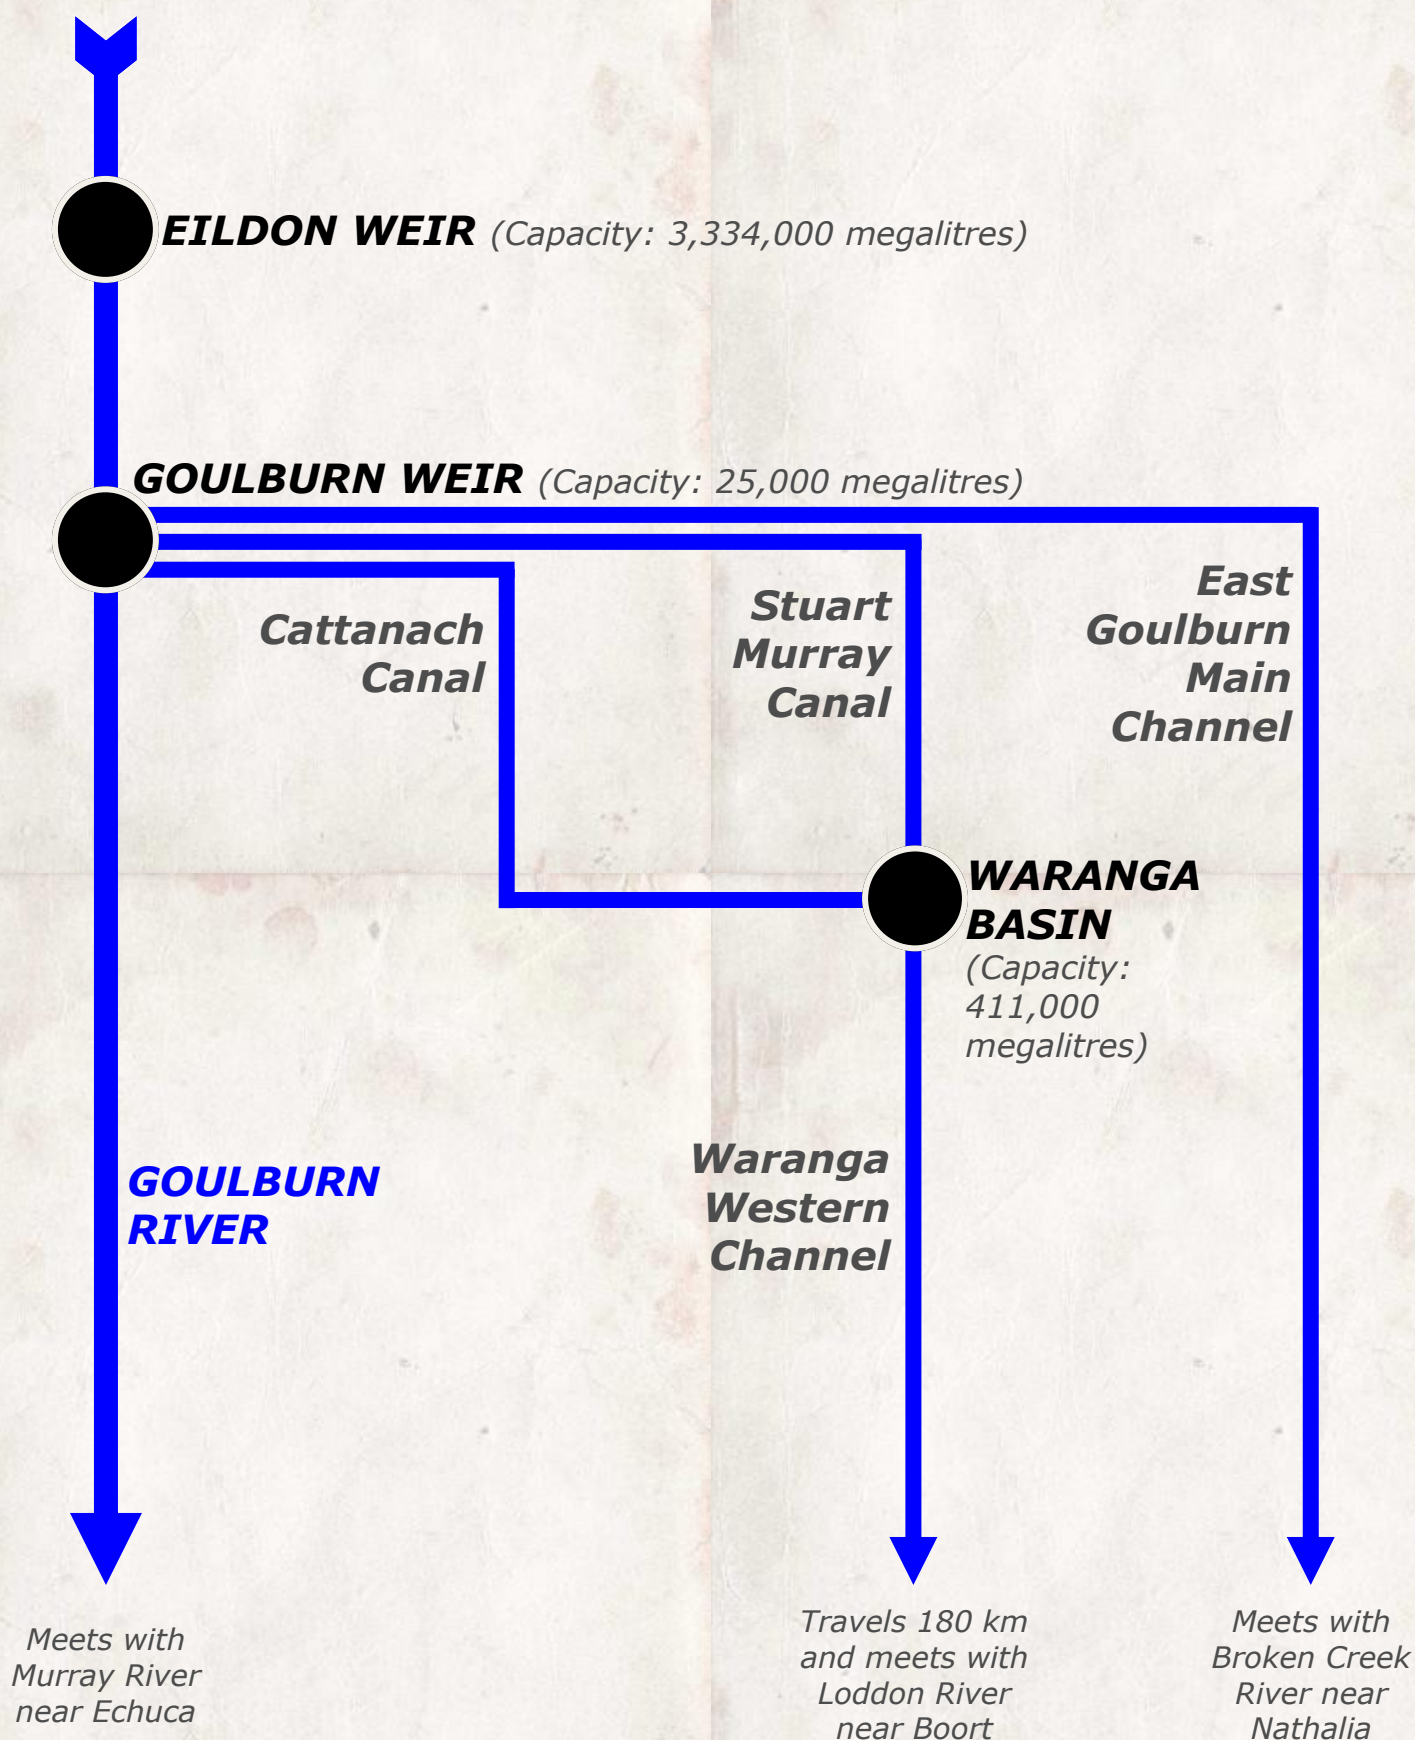 EILDON WEIR (Capacity: 3,334,000 megalitres)
GOULBURN WEIR (Capacity: 25,000 megalitres)
Cattanach
Canal
Stuart
Murray
Canal
East
Goulburn
Main
Channel
WARANGA
BASIN
(Capacity:
411,000
megalitres)
GOULBURN
RIVER
Waranga
Western
Channel
Meets with
Murray River
near Echuca
Travels 180 km
and meets with
Loddon River
near Boort
Meets with
Broken Creek
River near
Nathalia